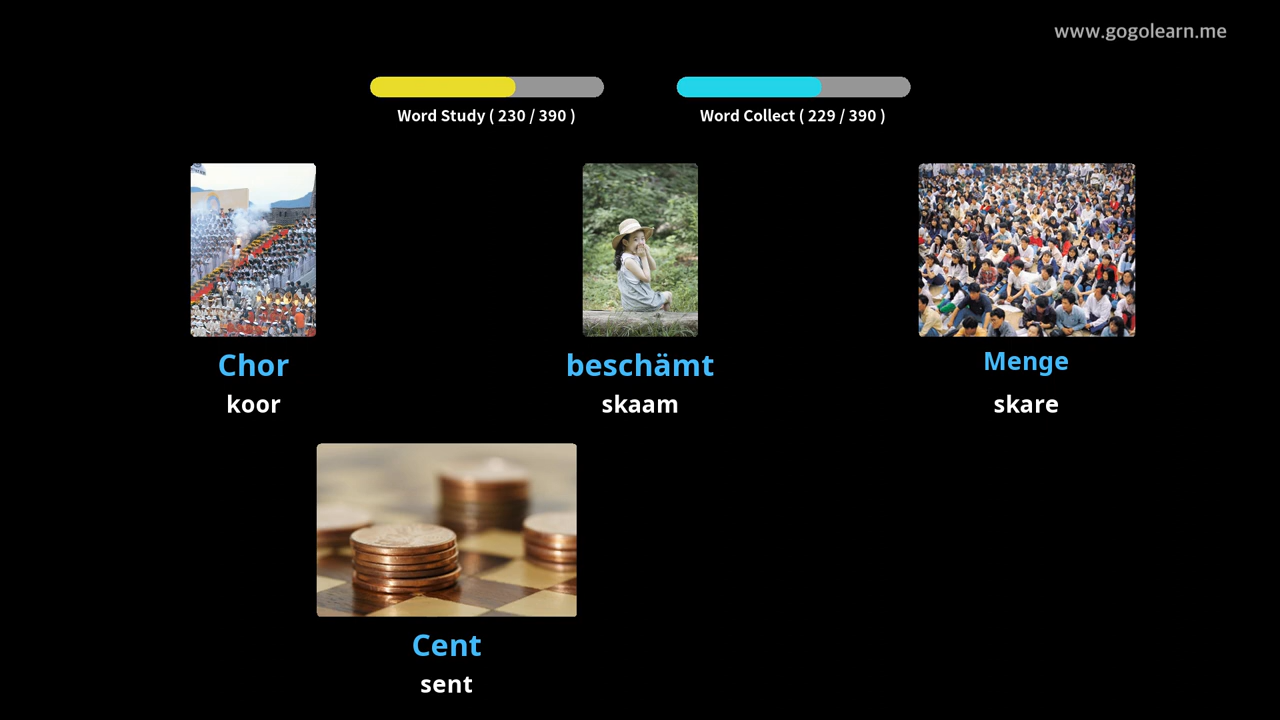 www.gogolearn.me
Word Study ( 230 / 390 )
Word Collect ( 229 / 390 )
Chor
beschämt
Menge
koor
skaam
skare
Cent
sent